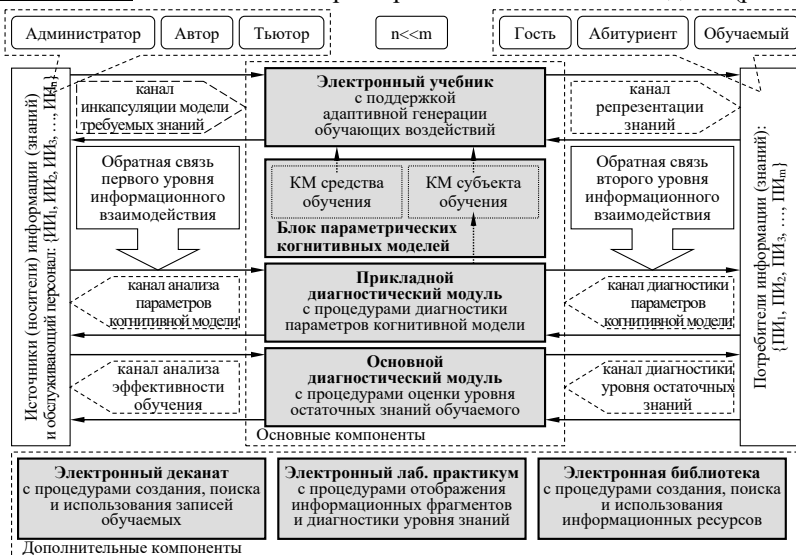 Администратор
Автор
Тьютор
n<<m
Гость
Абитуриент
Обучаемый
Источники (носители) информации (знаний)
и обслуживающий персонал: {ИИ₁, ИИ₂, ИИ₃, …, ИИₙ}
канал
инкапсуляции модели
требуемых знаний
Электронный учебник
с поддержкой
адаптивной генерации
обучающих воздействий
канал
репрезентации
знаний
Обратная связь
первого уровня
информационного
взаимодействия
КМ средства
обучения
КМ субъекта
обучения
Блок параметрических
когнитивных моделей
Обратная связь
второго уровня
информационного
взаимодействия
Потребители информации (знаний):
{ПИ₁, ПИ₂, ПИ₃, …, ПИₘ}
канал анализа
параметров
когнитивной модели
Прикладной
диагностический модуль
с процедурами диагностики
параметров когнитивной модели
канал диагностики
параметров
когнитивной модели
канал анализа
эффективности
обучения
Основной
диагностический модуль
с процедурами оценки уровня
остаточных знаний обучаемого
канал диагностики
уровня остаточных
знаний
Основные компоненты
Электронный деканат
с процедурами создания, поиска
и использования записей
обучаемых
Электронный лаб. практикум
с процедурами отображения
информационных фрагментов
и диагностики уровня знаний
Электронная библиотека
с процедурами создания, поиска
и использования
информационных ресурсов
Дополнительные компоненты